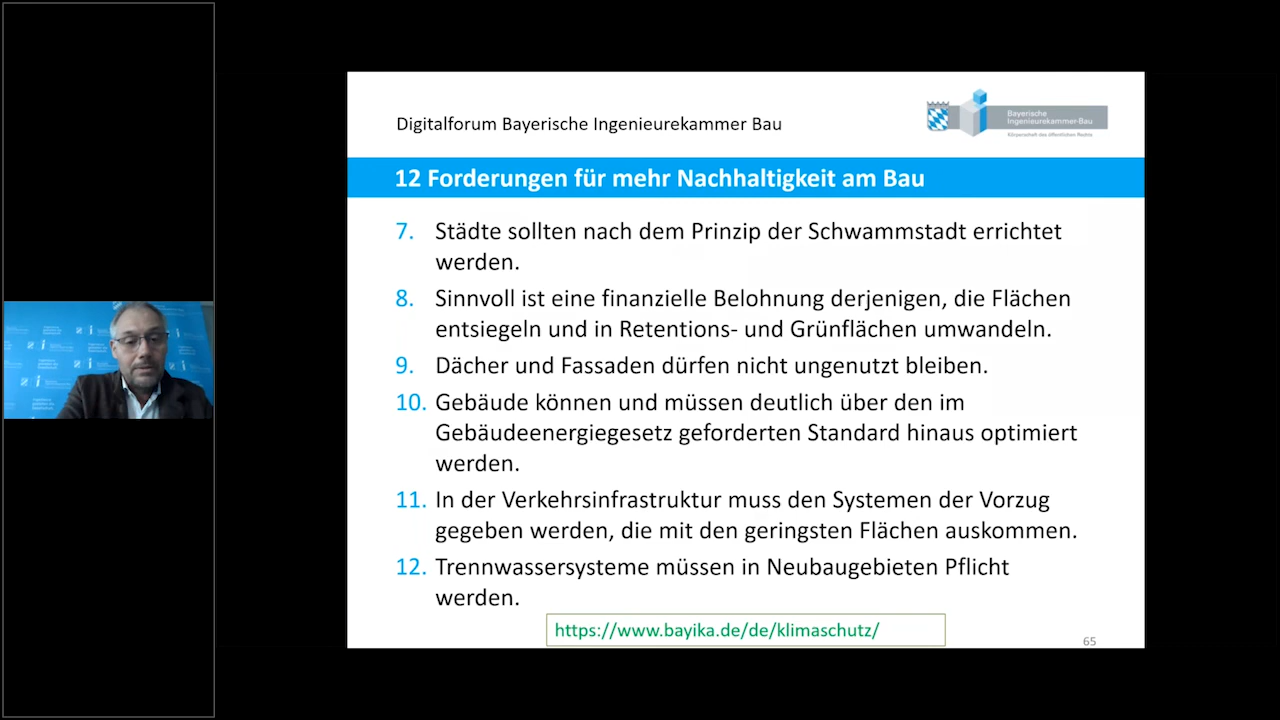 Digitalforum Bayerische Ingenieurekammer Bau
Bayerische
Ingenieurekammer-Bau
Körperschaft des öffentlichen Rechts
12 Forderungen für mehr Nachhaltigkeit am Bau
7. Städte sollten nach dem Prinzip der Schwammstadt errichtet
werden.
8. Sinnvoll ist eine finanzielle Belohnung derjenigen, die Flächen
entsiegeln und in Retentions- und Grünflächen umwandeln.
9. Dächer und Fassaden dürfen nicht ungenutzt bleiben.
10. Gebäude können und müssen deutlich über den im
Gebäudeenergiegesetz geforderten Standard hinaus optimiert
werden.
11. In der Verkehrsinfrastruktur muss den Systemen der Vorzug
gegeben werden, die mit den geringsten Flächen auskommen.
12. Trennwassersysteme müssen in Neubaugebieten Pflicht
werden.
https://www.bayika.de/de/klimaschutz/
65